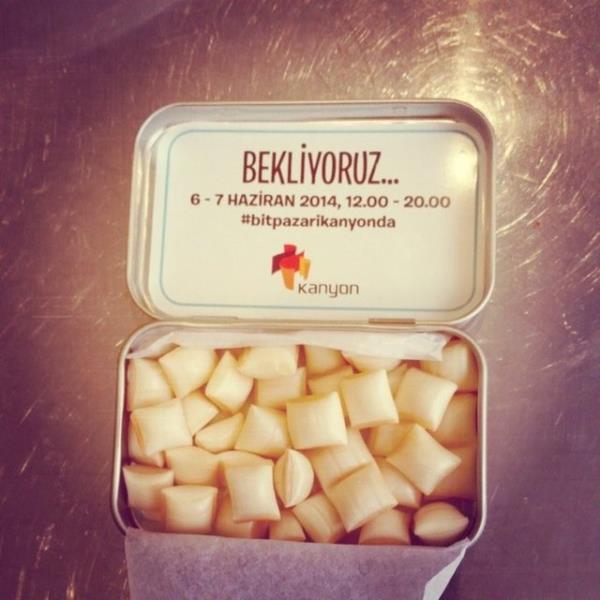 BEKLİYORUZ...
6 - 7 HAZİRAN 2014, 12.00 - 20.00
#bitpazarikanyonda
Kanyon